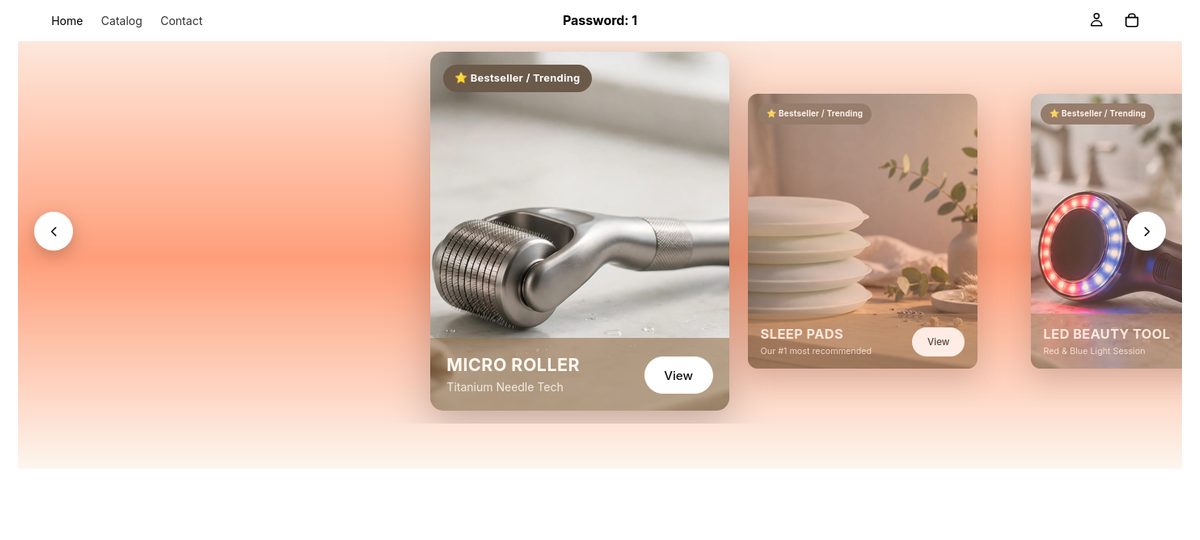 Home Catalog Contact
Password: 1
⭐ Bestseller / Trending
MICRO ROLLER
Titanium Needle Tech
View
⭐ Bestseller / Trending
SLEEP PADS
Our #1 most recommended
View
⭐ Bestseller / Trending
LED BEAUTY TOOL
Red & Blue Light Session